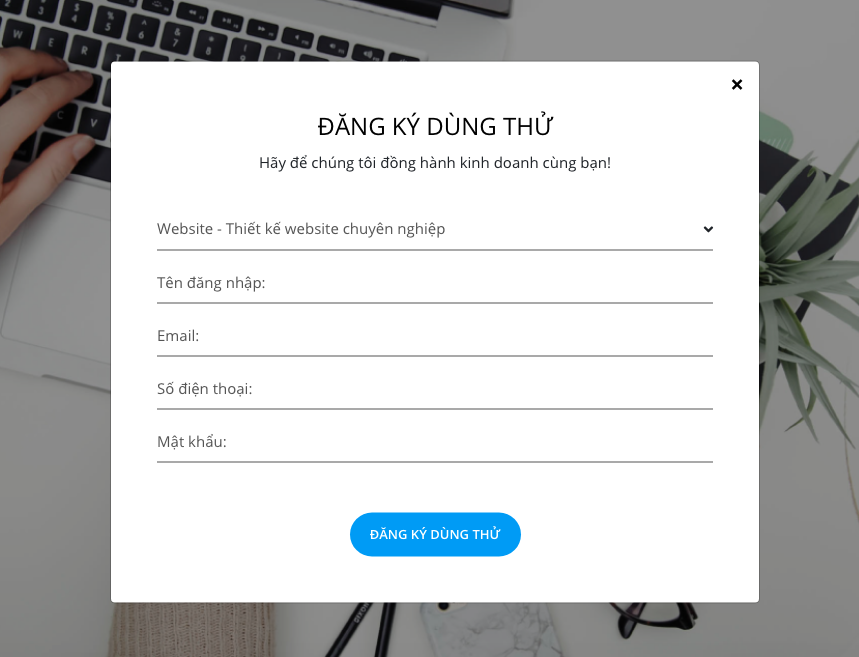 ĐĂNG KÝ DÙNG THỬ
Hãy để chúng tôi đồng hành kinh doanh cùng bạn!
Website - Thiết kế website chuyên nghiệp
Tên đăng nhập:
Email:
Số điện thoại:
Mật khẩu:
ĐĂNG KÝ DÙNG THỬ